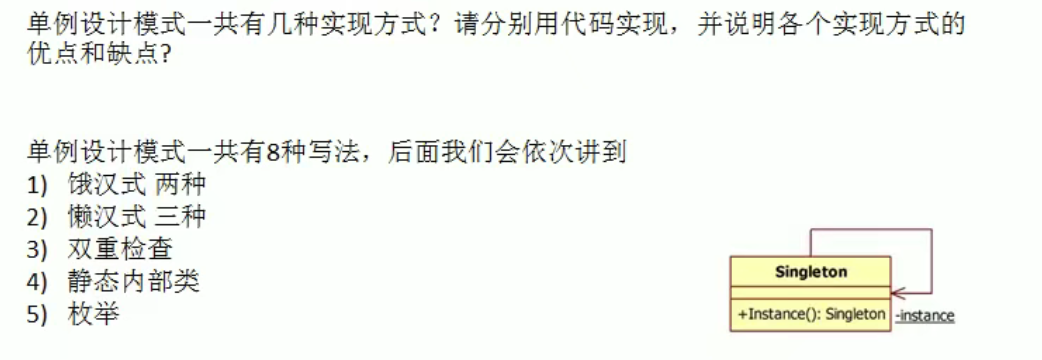 单例设计模式一共有几种实现方式？请分别用代码实现，并说明各个实现方式的
优点和缺点?
单例设计模式一共有8种写法，后面我们会依次讲到
1) 饿汉式 两种
2) 懒汉式 三种
3) 双重检查
4) 静态内部类
5) 枚举
Singleton
+Instance(): Singleton
-instance